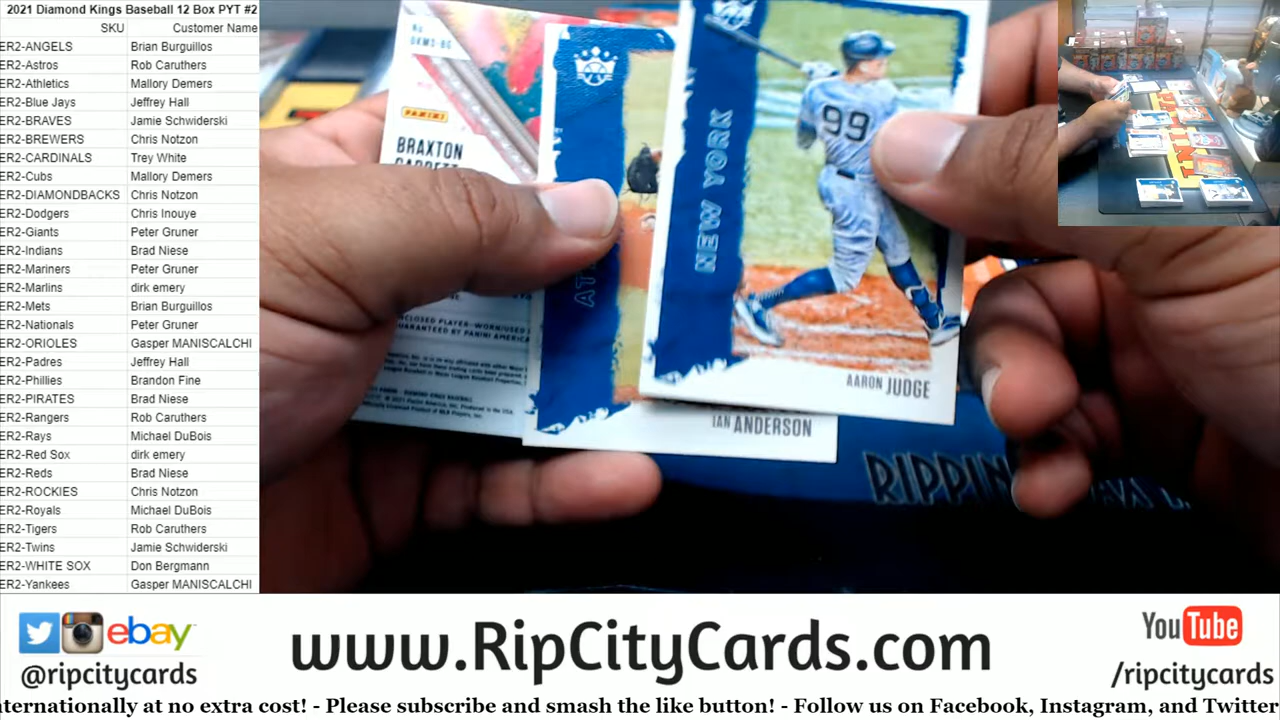 2021 Diamond Kings Baseball 12 Box PYT #2
SKU Customer Name
ER2-ANGELS Brian Burguillos
ER2-Astros Rob Caruthers
ER2-Athletics Mallory Demers
ER2-Blue Jays Jeffrey Hall
ER2-BRAVES Jamie Schwiderski
ER2-BREWERS Chris Notzon
ER2-CARDINALS Trey White
ER2-Cubs Mallory Demers
ER2-DIAMONDBACKS Chris Notzon
ER2-Dodgers Chris Inouye
ER2-Giants Peter Gruner
ER2-Indians Brad Niese
ER2-Mariners Peter Gruner
ER2-Marlins dirk emery
ER2-Mets Brian Burguillos
ER2-Nationals Peter Gruner
ER2-ORIOLES Gasper MANISCALCHI
ER2-Padres Jeffrey Hall
ER2-Phillies Brandon Fine
ER2-PIRATES Brad Niese
ER2-Rangers Rob Caruthers
ER2-Rays Michael DuBois
ER2-Red Sox dirk emery
ER2-Reds Brad Niese
ER2-ROCKIES Chris Notzon
ER2-Royals Michael DuBois
ER2-Tigers Rob Caruthers
ER2-Twins Jamie Schwiderski
ER2-WHITE SOX Don Bergmann
ER2-Yankees Gasper MANISCALCHI
No.
DKMS-BG
PANINI
BRAXTON
AT
IAN ANDERSON
NEW YORK
99
AARON JUDGE
RIPPIN
ebay
@ripcitycards
www.RipCityCards.com
YouTube
/ripcitycards
nternationally at no extra cost! - Please subscribe and smash the like button! - Follow us on Facebook, Instagram, and Twitter